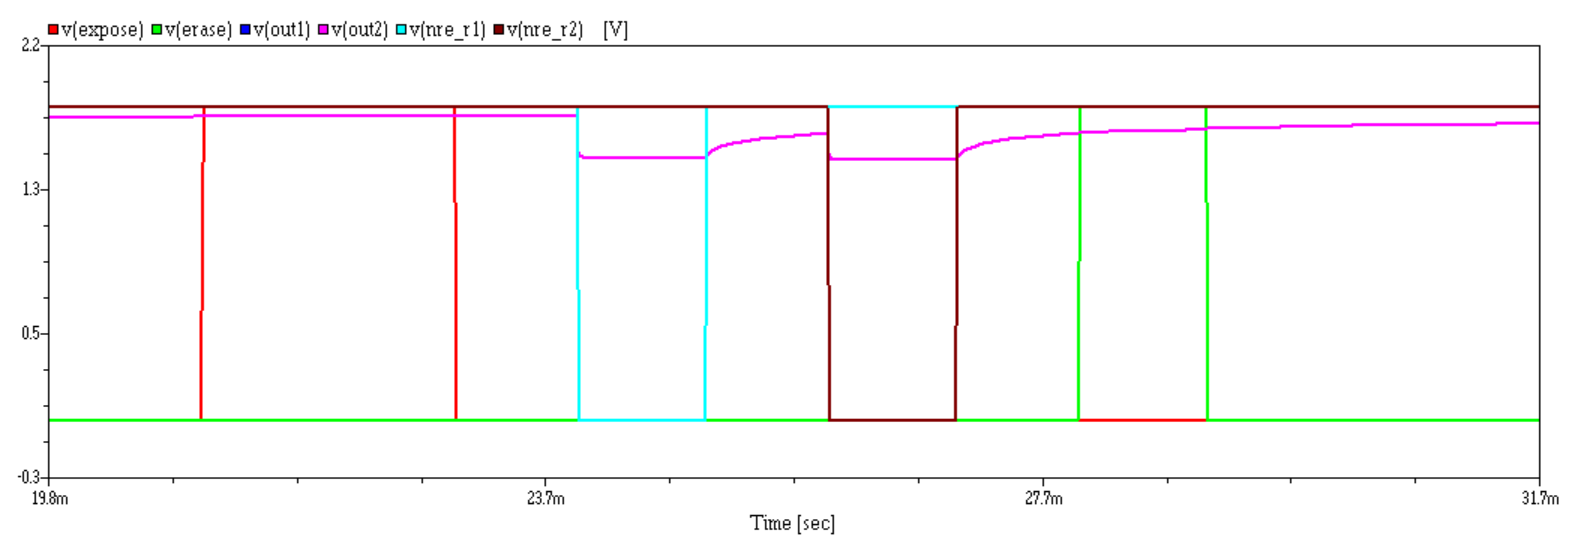 v(expose) v(erase) v(out1) v(out2) v(nre_r1) v(nre_r2) [V]
2.2
1.3
0.5
-0.3
19.8m 23.7m 27.7m 31.7m
Time [sec]